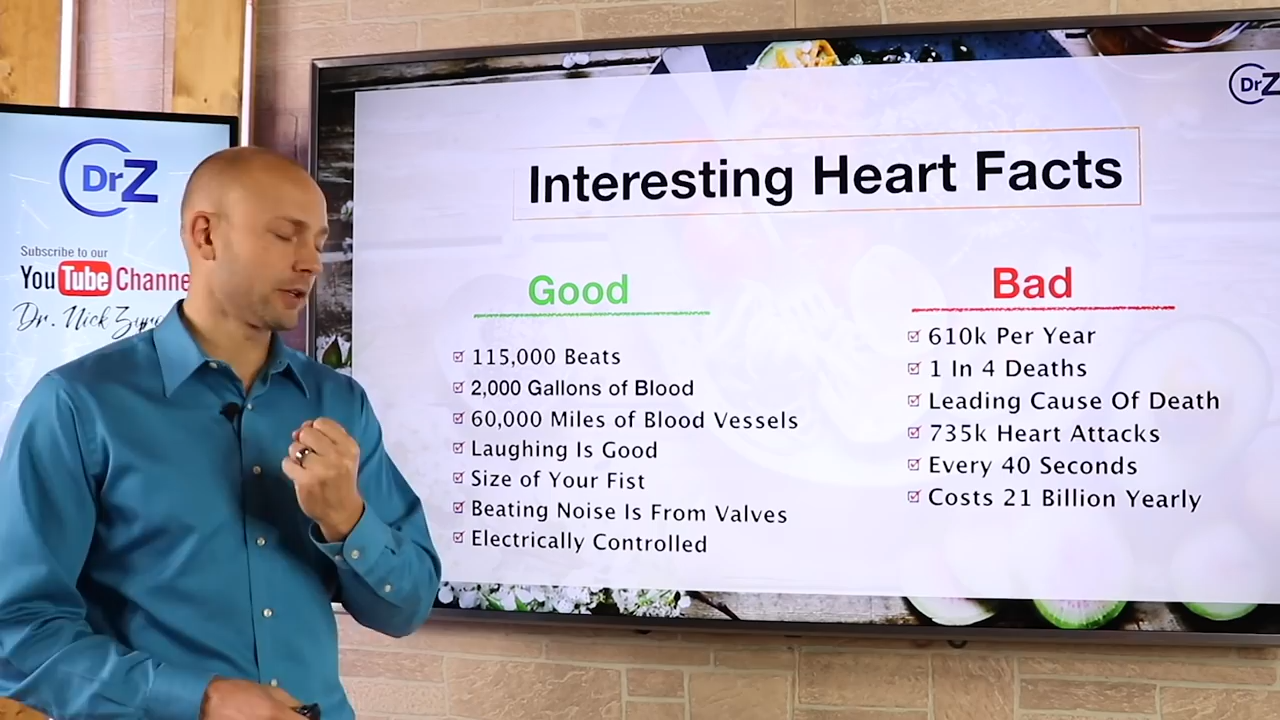 DrZ
Subscribe to our
YouTube Channe
Dr. Nick
DrZ
Interesting Heart Facts
Good
115,000 Beats
2,000 Gallons of Blood
60,000 Miles of Blood Vessels
Laughing Is Good
Size of Your Fist
Beating Noise Is From Valves
Electrically Controlled
Bad
610k Per Year
1 In 4 Deaths
Leading Cause Of Death
735k Heart Attacks
Every 40 Seconds
Costs 21 Billion Yearly